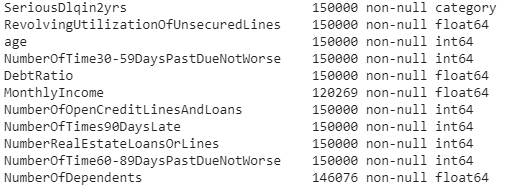 SeriousDlqin2yrs 150000 non-null category
RevolvingUtilizationOfUnsecuredLines 150000 non-null float64
age 150000 non-null int64
NumberOfTime30-59DaysPastDueNotWorse 150000 non-null int64
DebtRatio 150000 non-null float64
MonthlyIncome 120269 non-null float64
NumberOfOpenCreditLinesAndLoans 150000 non-null int64
NumberOfTimes90DaysLate 150000 non-null int64
NumberRealEstateLoansOrLines 150000 non-null int64
NumberOfTime60-89DaysPastDueNotWorse 150000 non-null int64
NumberOfDependents 146076 non-null float64